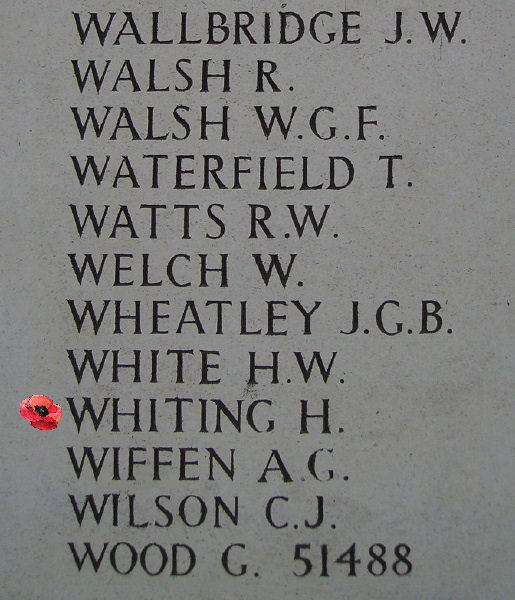 WALLBRIDGE J.W.
WALSH R.
WALSH W.G.F.
WATERFIELD T.
WATTS R.W.
WELCH W.
WHEATLEY J.G.B.
WHITE H.W.
WHITING H.
WIFFEN A.G.
WILSON C.J.
WOOD G. 51488